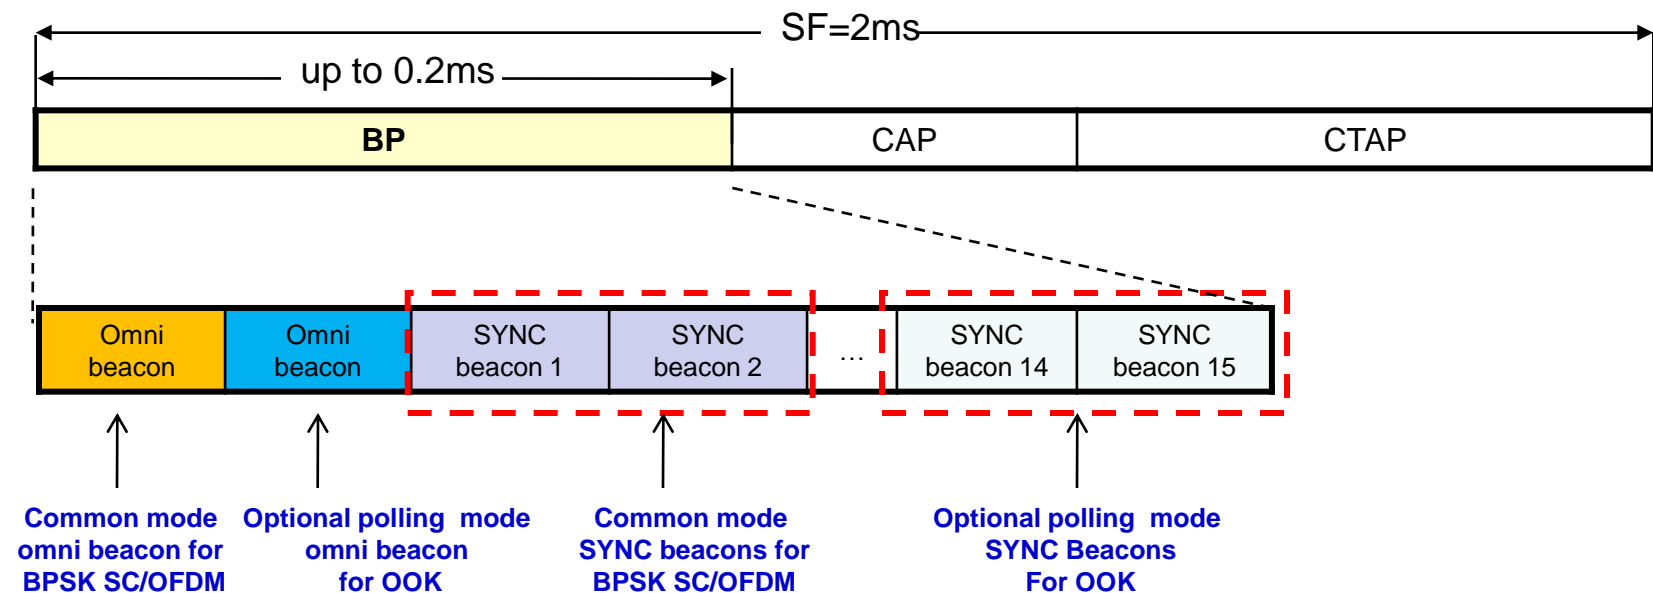 SF=2ms
up to 0.2ms
BP
CAP
CTAP
Omni
beacon
Omni
beacon
SYNC
beacon 1
SYNC
beacon 2
...
SYNC
beacon 14
SYNC
beacon 15
Common mode
omni beacon for
BPSK SC/OFDM
Optional polling  mode
omni beacon
for OOK
Common mode
SYNC beacons for
BPSK SC/OFDM
Optional polling  mode
SYNC Beacons
For OOK